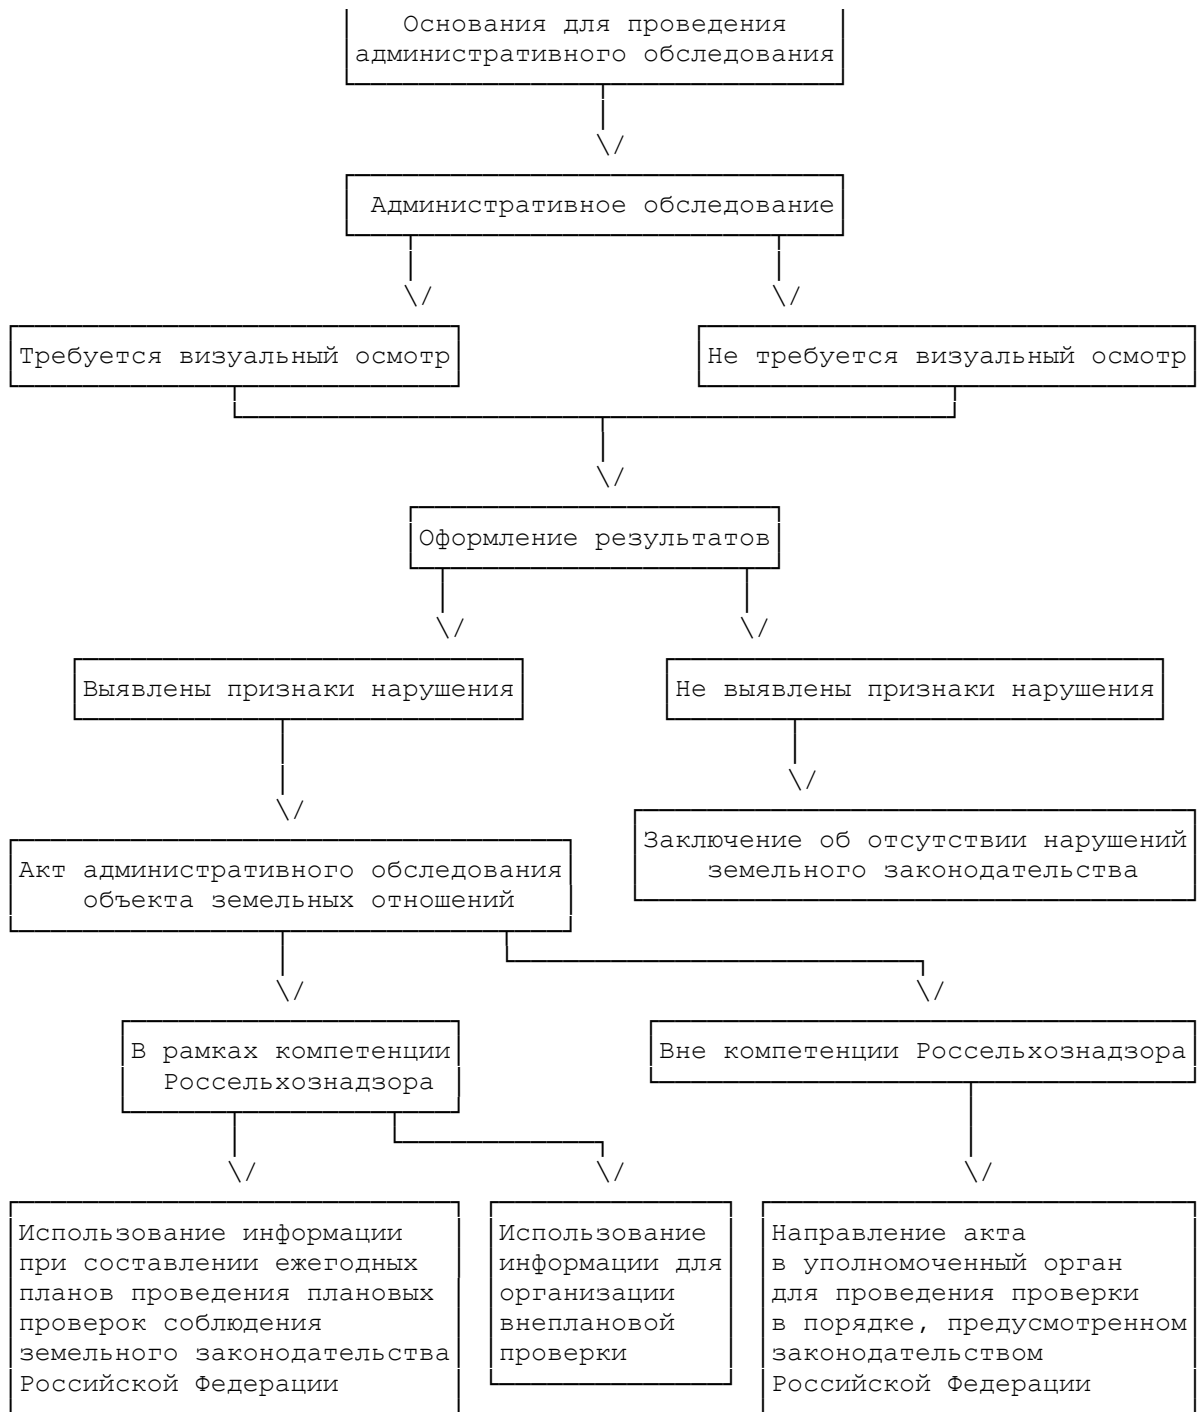 Основания для проведения
административного обследования
Административное обследование
Требуется визуальный осмотр
Не требуется визуальный осмотр
Оформление результатов
Выявлены признаки нарушения
Не выявлены признаки нарушения
Заключение об отсутствии нарушений
земельного законодательства
Акт административного обследования
объекта земельных отношений
В рамках компетенции
Россельхознадзора
Вне компетенции Россельхознадзора
Использование информации
при составлении ежегодных
планов проведения плановых
проверок соблюдения
земельного законодательства
Российской Федерации
Использование
информации для
организации
внеплановой
проверки
Направление акта
в уполномоченный орган
для проведения проверки
в порядке, предусмотренном
законодательством
Российской Федерации